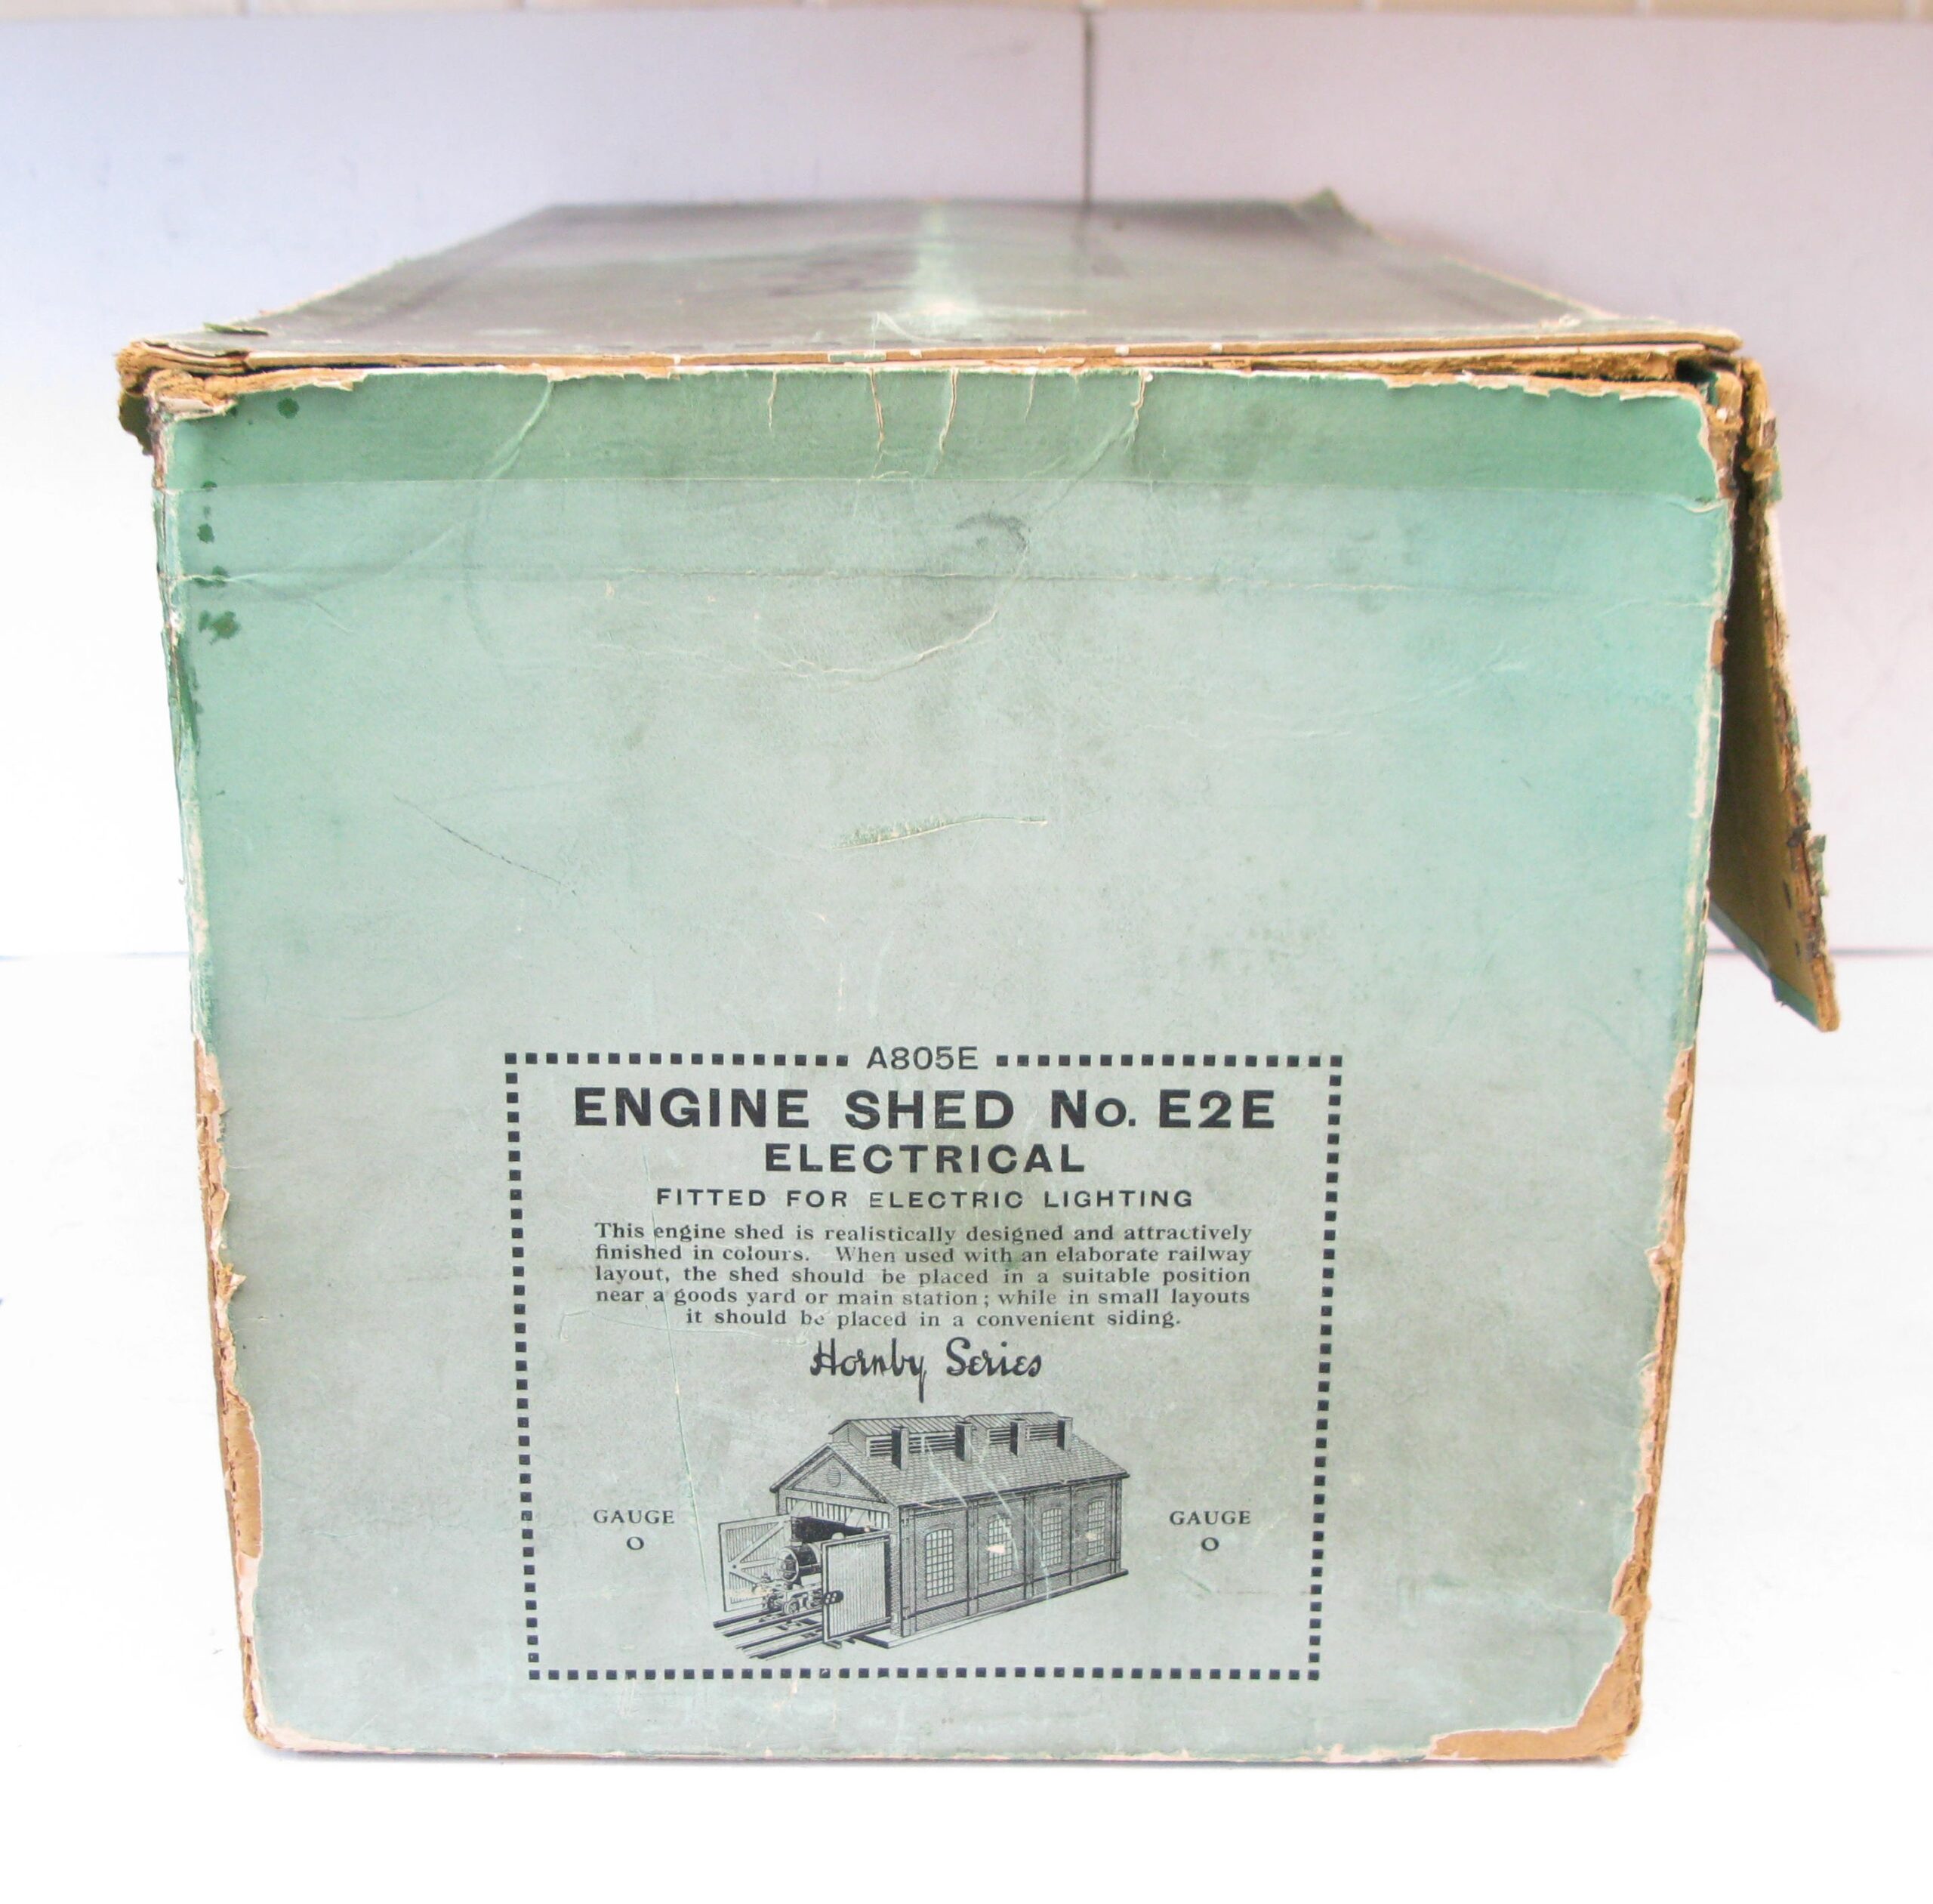 A805E
ENGINE SHED No. E2E
ELECTRICAL
FITTED FOR ELECTRIC LIGHTING
This engine shed is realistically designed and attractively
finished in colours. When used with an elaborate railway
layout, the shed should be placed in a suitable position
near a goods yard or main station; while in small layouts
it should be placed in a convenient siding.
Hornby Series
GAUGE GAUGE
O O